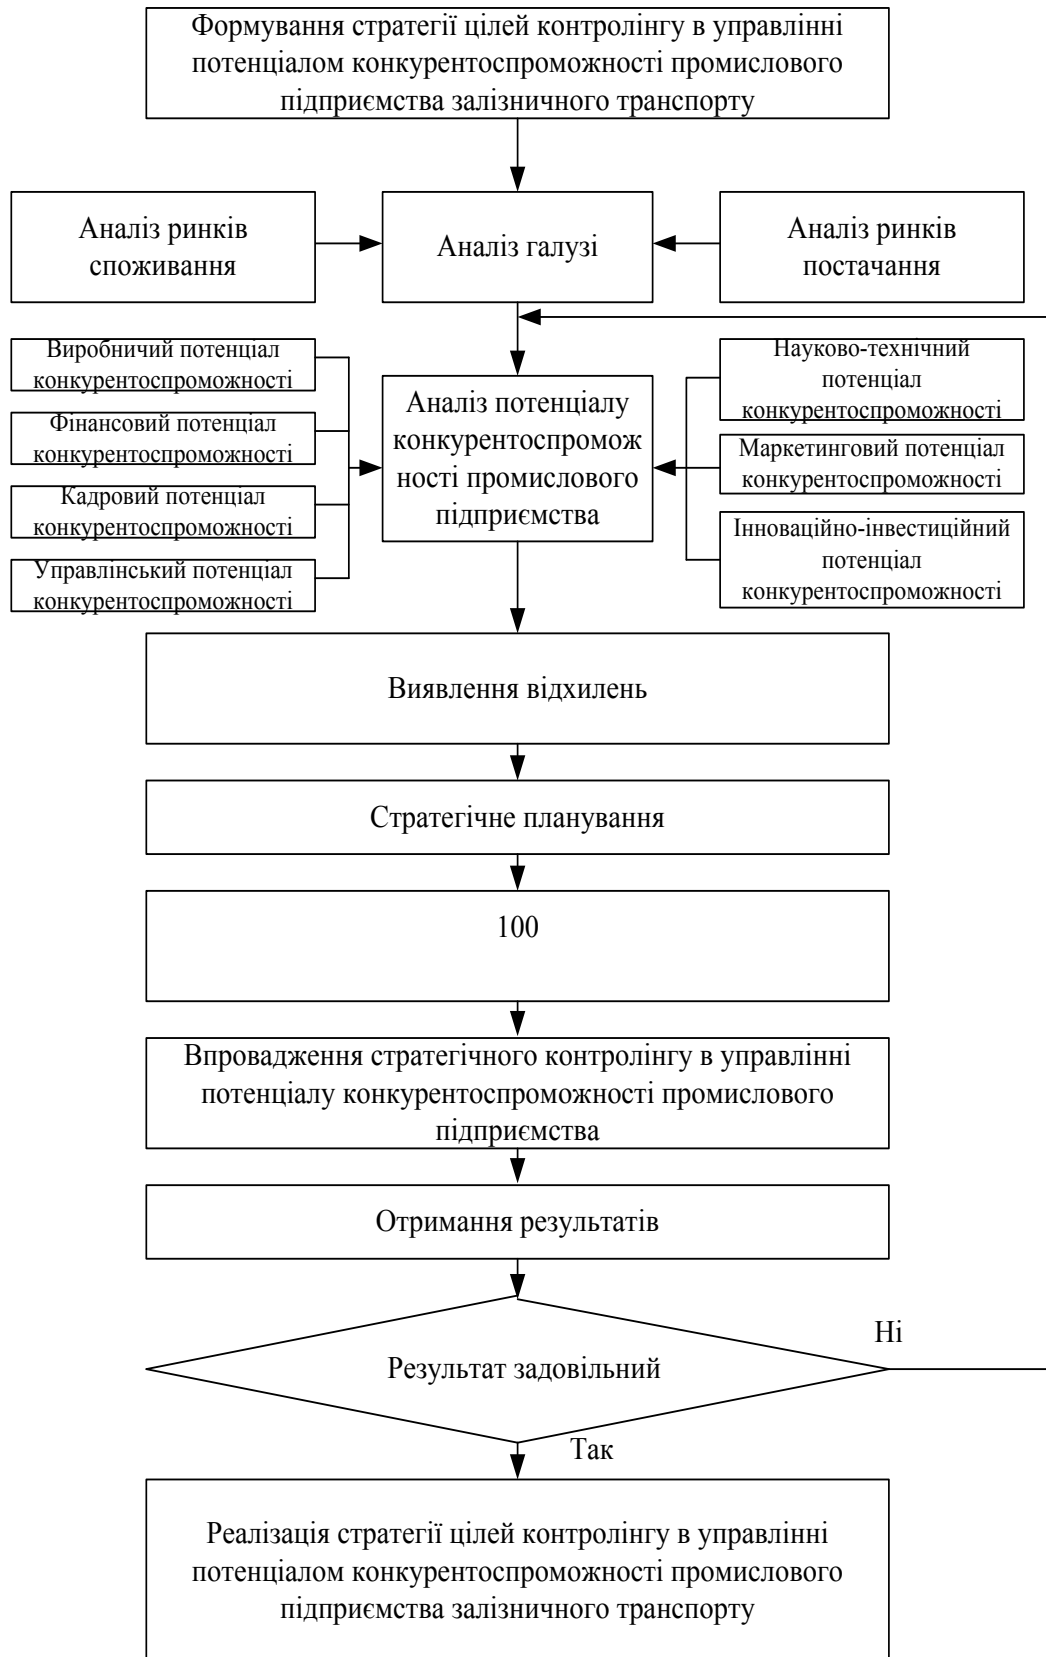 Формування стратегії цілей контролінгу в управлінні
потенціалом конкурентоспроможності промислового
підприємства залізничного транспорту
Аналіз ринків
споживання
Аналіз галузі
Аналіз ринків
постачання
Виробничий потенціал
конкурентоспроможності
Фінансовий потенціал
конкурентоспроможності
Кадровий потенціал
конкурентоспроможності
Управлінський потенціал
конкурентоспроможності
Аналіз потенціалу
конкурентоспромож
ності промислового
підприємства
Науково-технічний
потенціал
конкурентоспроможності
Маркетинговий потенціал
конкурентоспроможності
Інноваційно-інвестиційний
потенціал
конкурентоспроможності
Виявлення відхилень
Стратегічне планування
100
Впровадження стратегічного контролінгу в управлінні
потенціалу конкурентоспроможності промислового
підприємства
Отримання результатів
Результат задовільний
Ні
Так
Реалізація стратегії цілей контролінгу в управлінні
потенціалом конкурентоспроможності промислового
підприємства залізничного транспорту